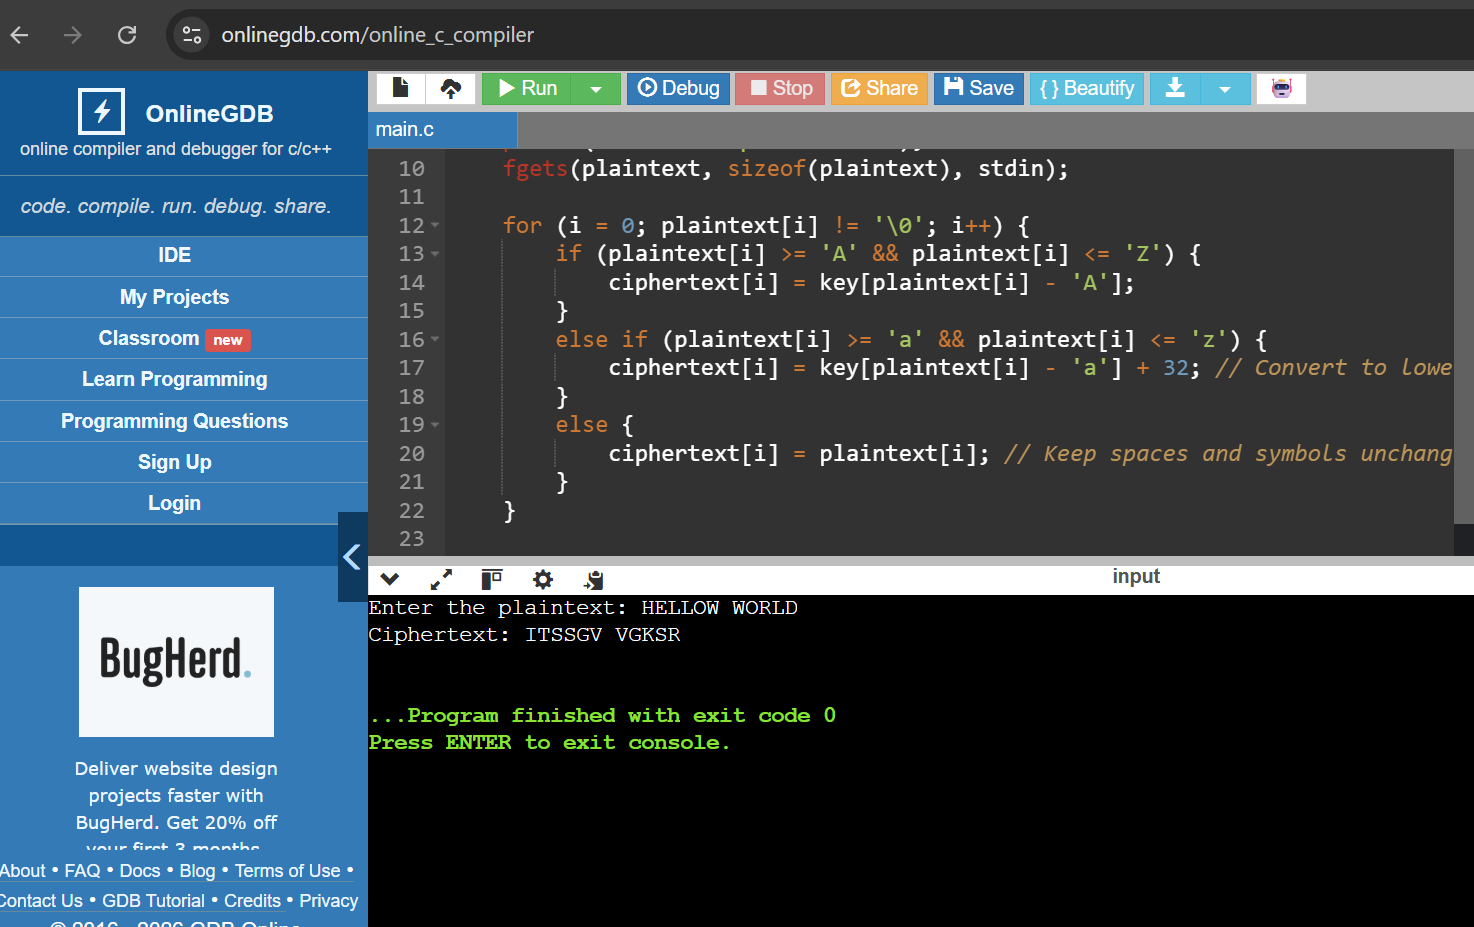 onlinegdb.com/online_c_compiler
OnlineGDB
online compiler and debugger for c/c++
code. compile. run. debug. share.
IDE
My Projects
Classroom new
Learn Programming
Programming Questions
Sign Up
Login
BugHerd.
Deliver website design
projects faster with
BugHerd. Get 20% off
your first 3 months.
About • FAQ • Docs • Blog • Terms of Use •
Contact Us • GDB Tutorial • Credits • Privacy
Run Debug Stop Share Save { } Beautify
main.c
10 fgets(plaintext, sizeof(plaintext), stdin);
11
12 for (i = 0; plaintext[i] != '\0'; i++) {
13 if (plaintext[i] >= 'A' && plaintext[i] <= 'Z') {
14 ciphertext[i] = key[plaintext[i] - 'A'];
15 }
16 else if (plaintext[i] >= 'a' && plaintext[i] <= 'z') {
17 ciphertext[i] = key[plaintext[i] - 'a'] + 32; // Convert to lowe
18 }
19 else {
20 ciphertext[i] = plaintext[i]; // Keep spaces and symbols unchang
21 }
22 }
23
input
Enter the plaintext: HELLOW WORLD
Ciphertext: ITSSGV VGKSR
...Program finished with exit code 0
Press ENTER to exit console.